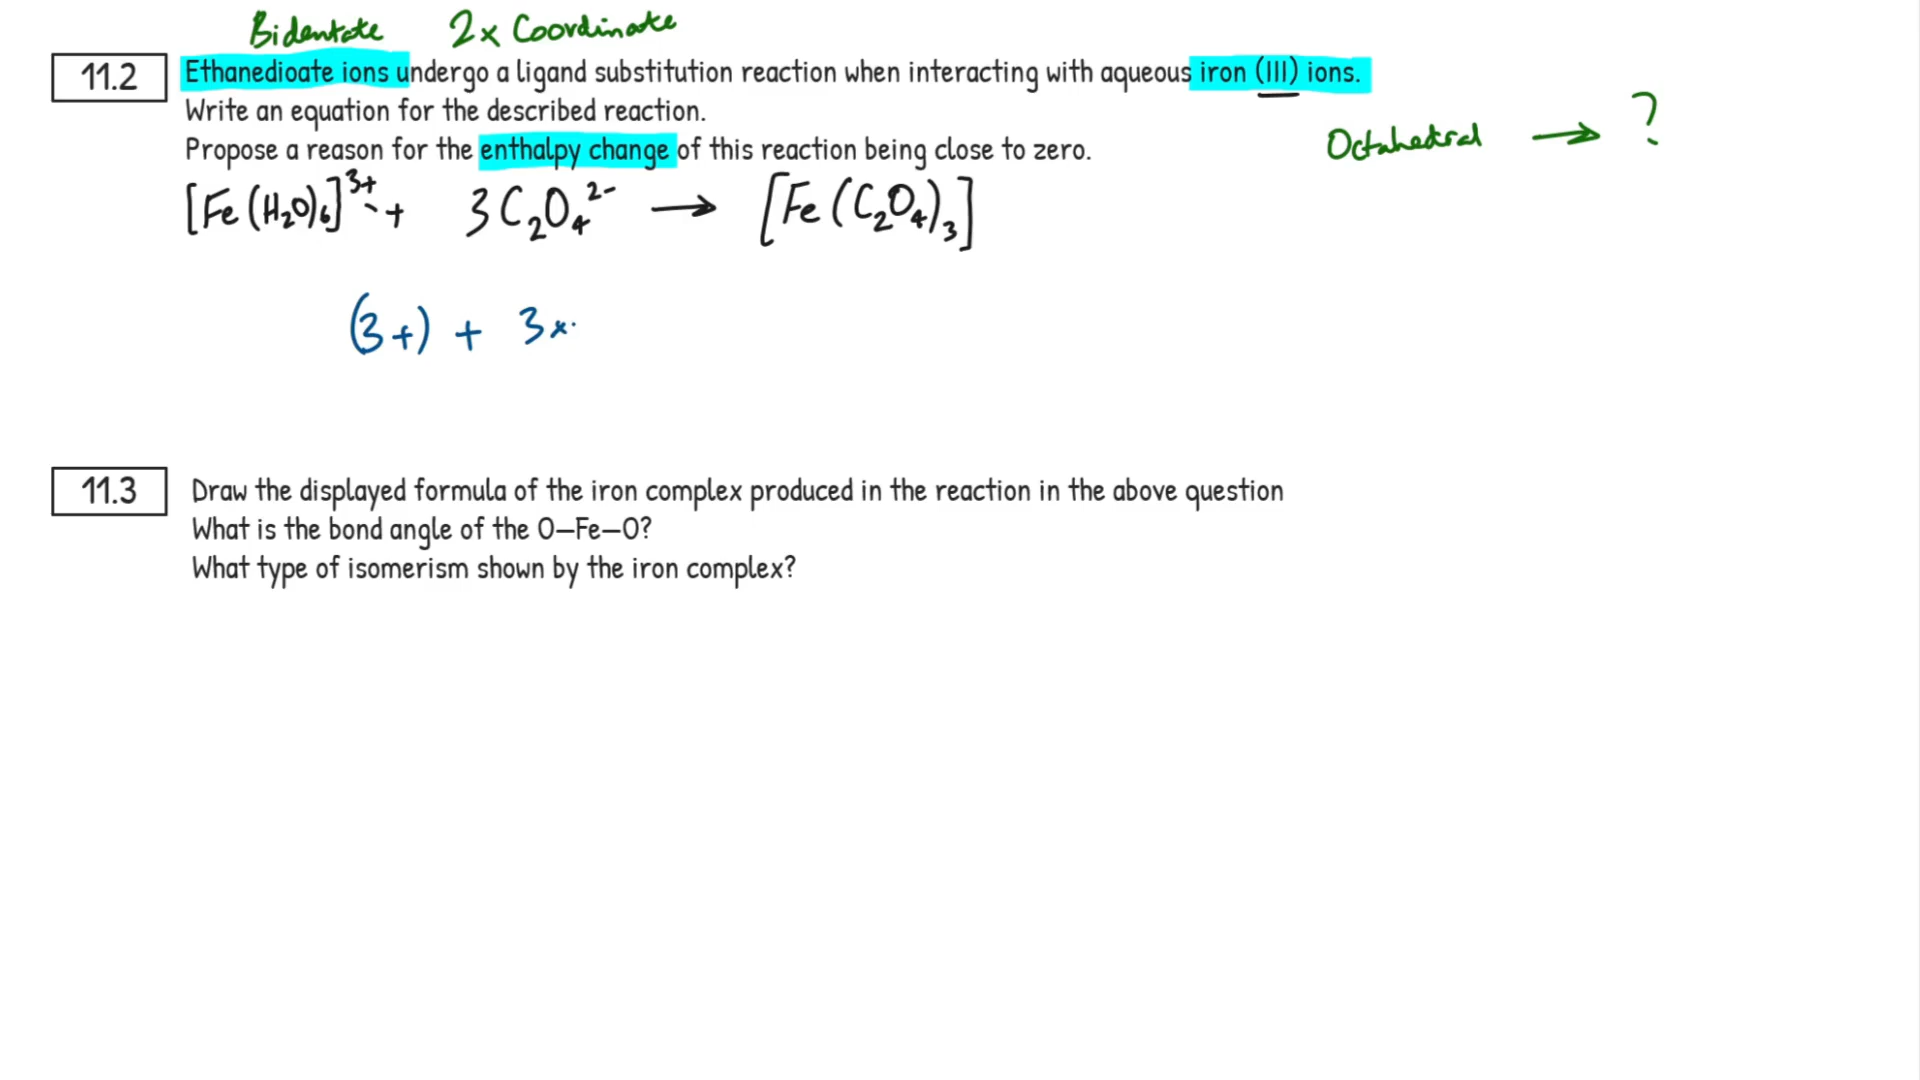 Bidentate 2x Coordinate
11.2 Ethanedioate ions undergo a ligand substitution reaction when interacting with aqueous iron (III) ions.
Write an equation for the described reaction.
Propose a reason for the enthalpy change of this reaction being close to zero.
Octahedral → ?
[Fe(H₂O)₆]³⁺ + 3C₂O₄²⁻ → [Fe(C₂O₄)₃]
(3+) + 3x
11.3 Draw the displayed formula of the iron complex produced in the reaction in the above question
What is the bond angle of the O–Fe–O?
What type of isomerism shown by the iron complex?